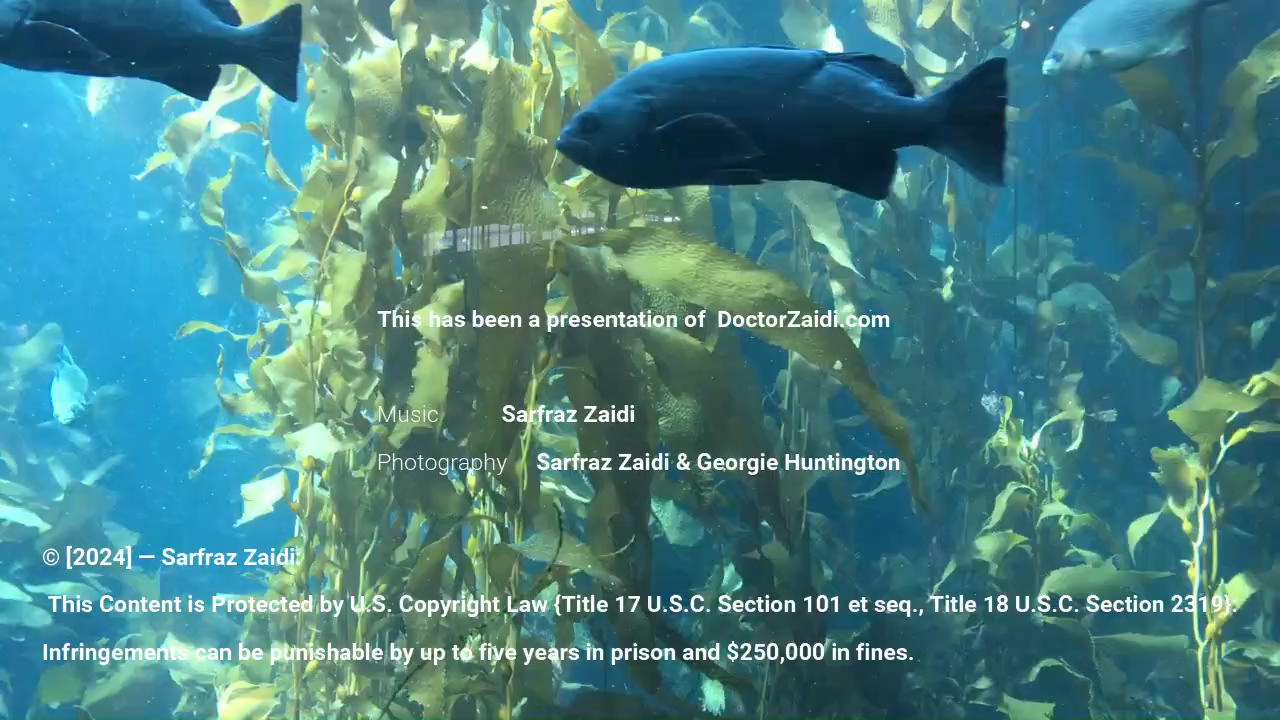 This has been a presentation of  DoctorZaidi.com
Music Sarfraz Zaidi
Photography Sarfraz Zaidi & Georgie Huntington
© [2024] — Sarfraz Zaidi.
This Content is Protected by U.S. Copyright Law {Title 17 U.S.C. Section 101 et seq., Title 18 U.S.C. Section 2319}.
Infringements can be punishable by up to five years in prison and $250,000 in fines.